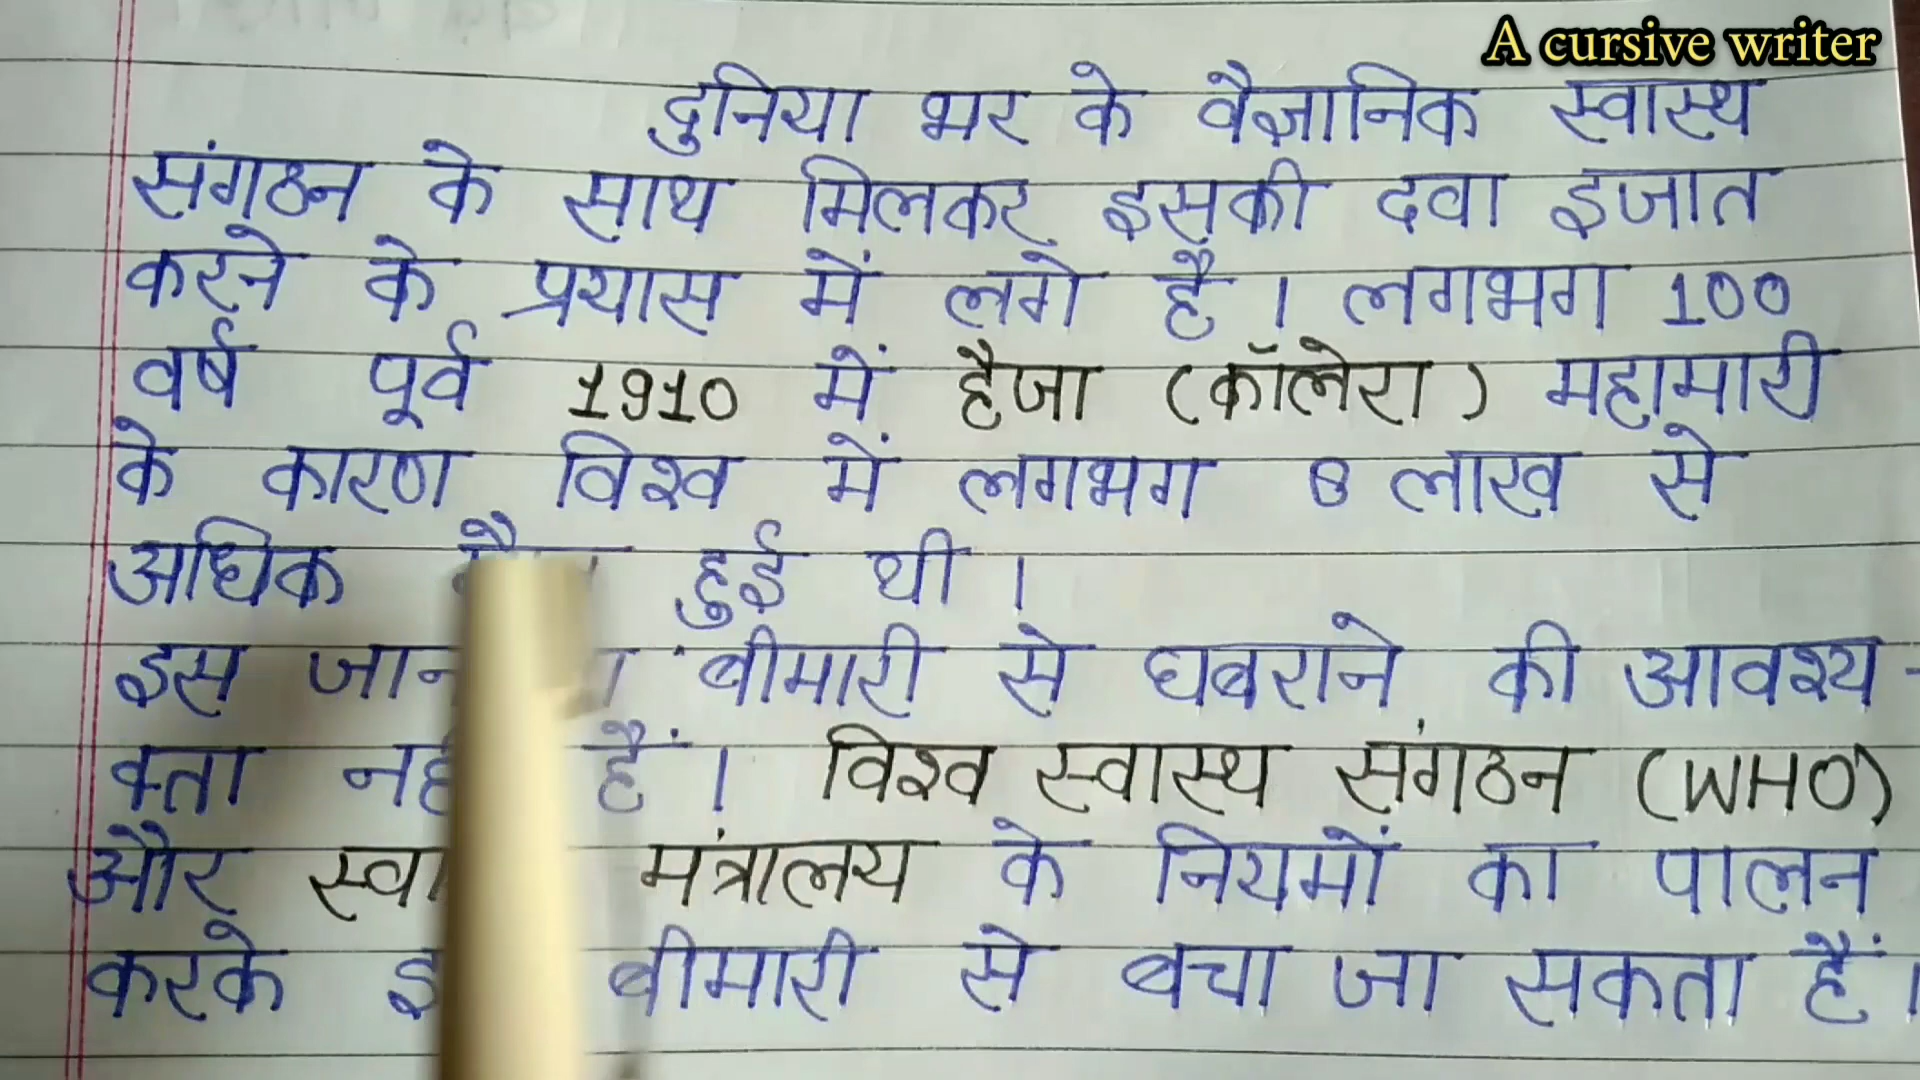 A cursive writer
दुनिया भर के वैज्ञानिक स्वास्थ
संगठन के साथ मिलकर इसकी दवा इजात
करने के प्रयास में लगे है । लगभग 100
वर्ष पूर्व 1910 में हैजा (कॉलेरा) महामारी
के कारण विश्व में लगभग 8 लाख से
अधिक हुई थी ।
इस बीमारी से घबराने की आवश्य-
क्ता हैं । विश्व स्वास्थ संगठन (WHO)
और मंत्रालय के नियमों का पालन
करके बीमारी से बचा जा सकता हैं ।